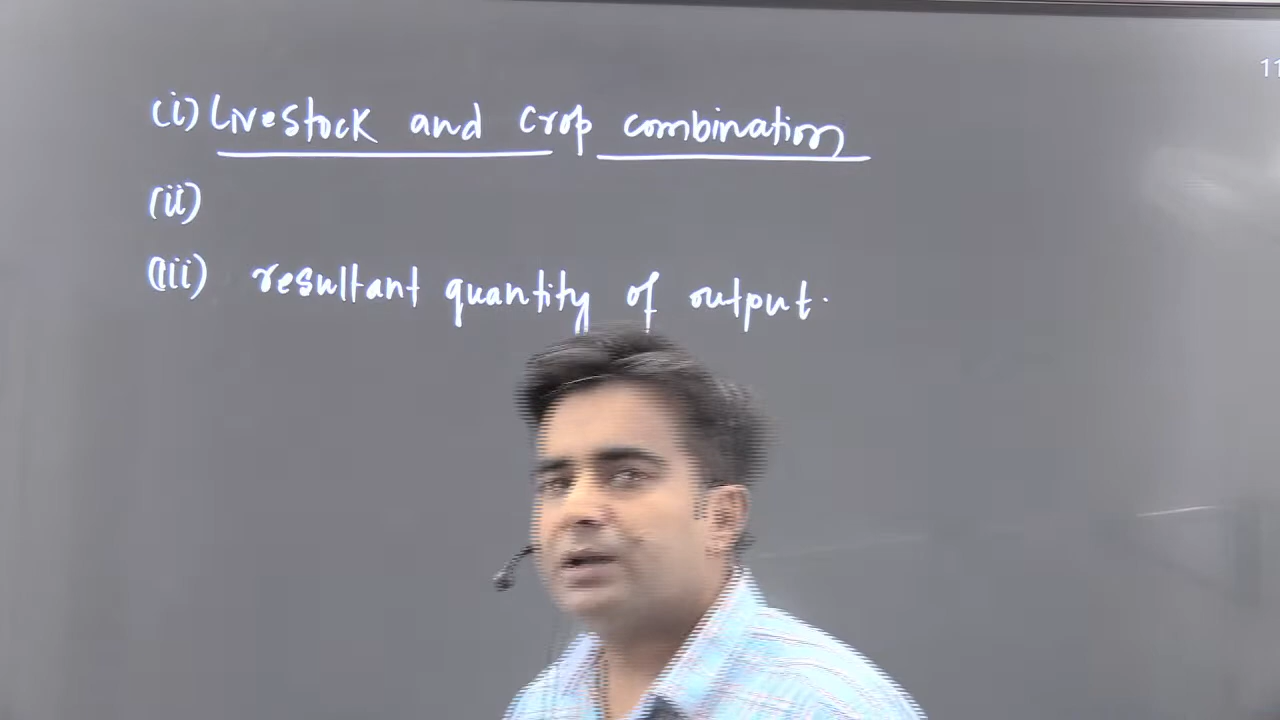 11
(i) Livestock and Crop combination
(ii)
(iii) resultant quantity of output.